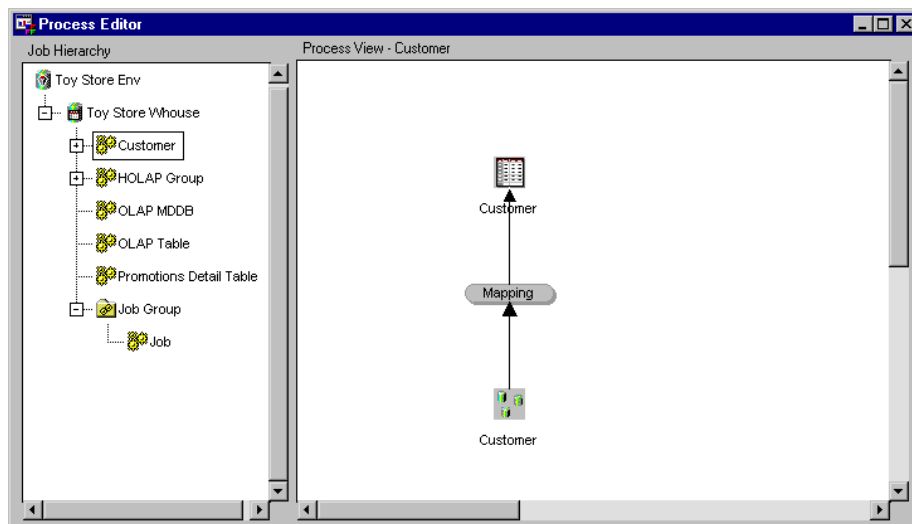 Process Editor
Job Hierarchy
Process View - Customer
Toy Store Env
Toy Store Whouse
Customer
HOLAP Group
OLAP MDDB
OLAP Table
Promotions Detail Table
Job Group
Job
Customer
Mapping
Customer